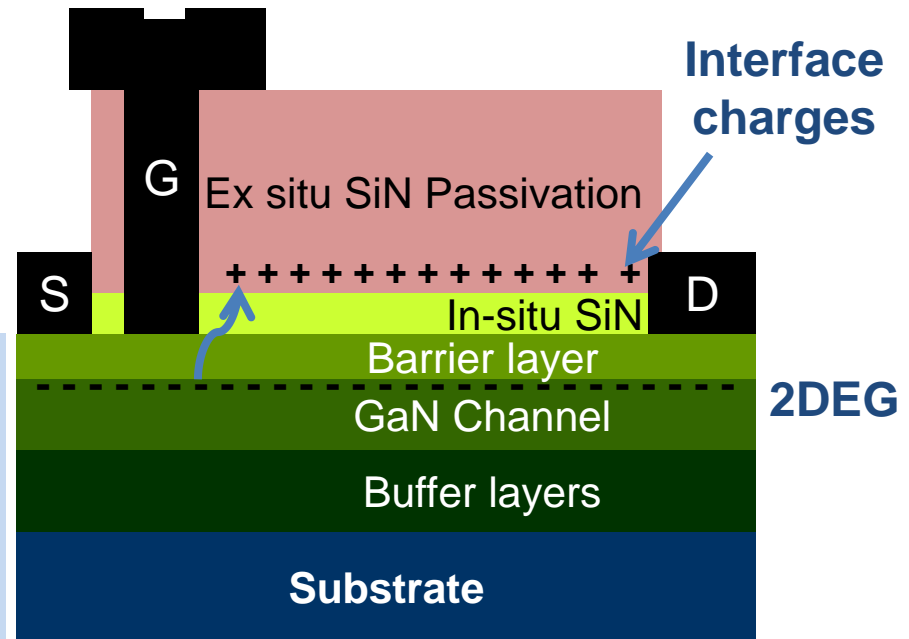 Interface
charges
G
Ex situ SiN Passivation
+ + + + + + + + + + + + +
S
In-situ SiN
D
Barrier layer
- - - - - - - - - - - - - - - - - - - - - - - - - - -
2DEG
GaN Channel
Buffer layers
Substrate